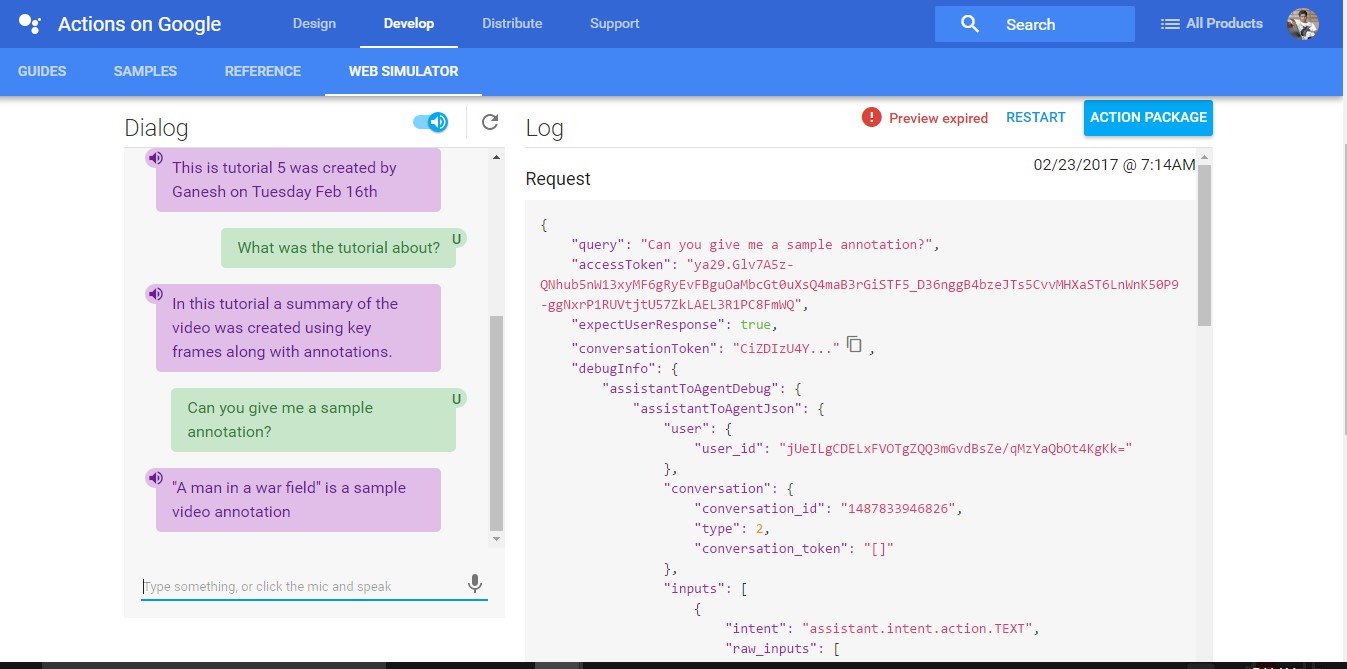 Actions on Google
Design
Develop
Distribute
Support
Search
All Products
GUIDES
SAMPLES
REFERENCE
WEB SIMULATOR
Dialog
This is tutorial 5 was created by
Ganesh on Tuesday Feb 16th
What was the tutorial about?
U
In this tutorial a summary of the
video was created using key
frames along with annotations.
Can you give me a sample
annotation?
U
"A man in a war field" is a sample
video annotation
Type something, or click the mic and speak
Log
Preview expired
RESTART
ACTION PACKAGE
02/23/2017 @ 7:14AM
Request
{
"query": "Can you give me a sample annotation?",
"accessToken": "ya29.Glv7A5z-
QNhub5nW13xyMF6gRyEvFBguOaMbcGt0uXsQ4maB3rGiSTF5_D36nggB4bzeJTs5CvvMHXaST6LnWnK50P9
-ggNxrP1RUVtjtU57ZkLAEL3R1PC8FmWQ",
"expectUserResponse": true,
"conversationToken": "CiZDIzU4Y..." ,
"debugInfo": {
"assistantToAgentDebug": {
"assistantToAgentJson": {
"user": {
"user_id": "jUeILgCDELxFVOTgZQQ3mGvdBsZe/qMzYaQbOt4KgKk="
},
"conversation": {
"conversation_id": "1487833946826",
"type": 2,
"conversation_token": "[]"
},
"inputs": [
{
"intent": "assistant.intent.action.TEXT",
"raw_inputs": [